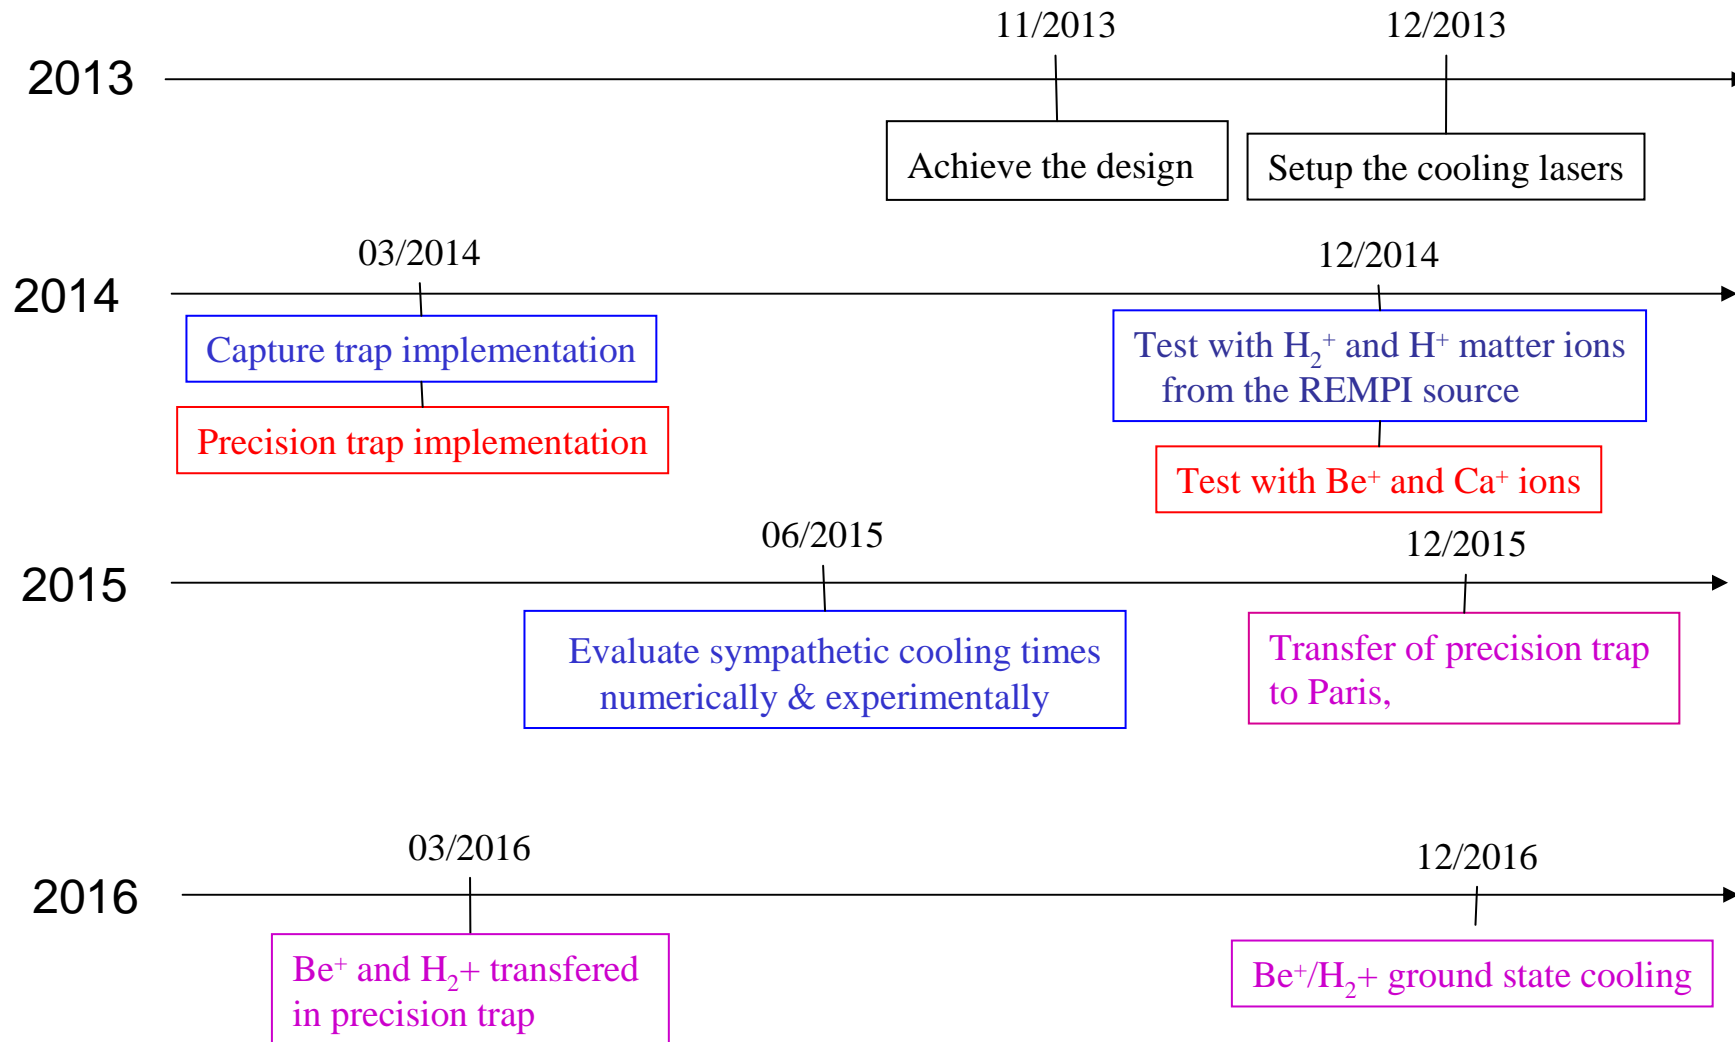 11/2013
12/2013
2013
Achieve the design
Setup the cooling lasers
03/2014
12/2014
2014
Capture trap implementation
Precision trap implementation
Test with H₂⁺ and H⁺ matter ions
from the REMPI source
Test with Be⁺ and Ca⁺ ions
06/2015
12/2015
2015
Evaluate sympathetic cooling times
numerically & experimentally
Transfer of precision trap
to Paris,
03/2016
12/2016
2016
Be⁺ and H₂+ transfered
in precision trap
Be⁺/H₂+ ground state cooling